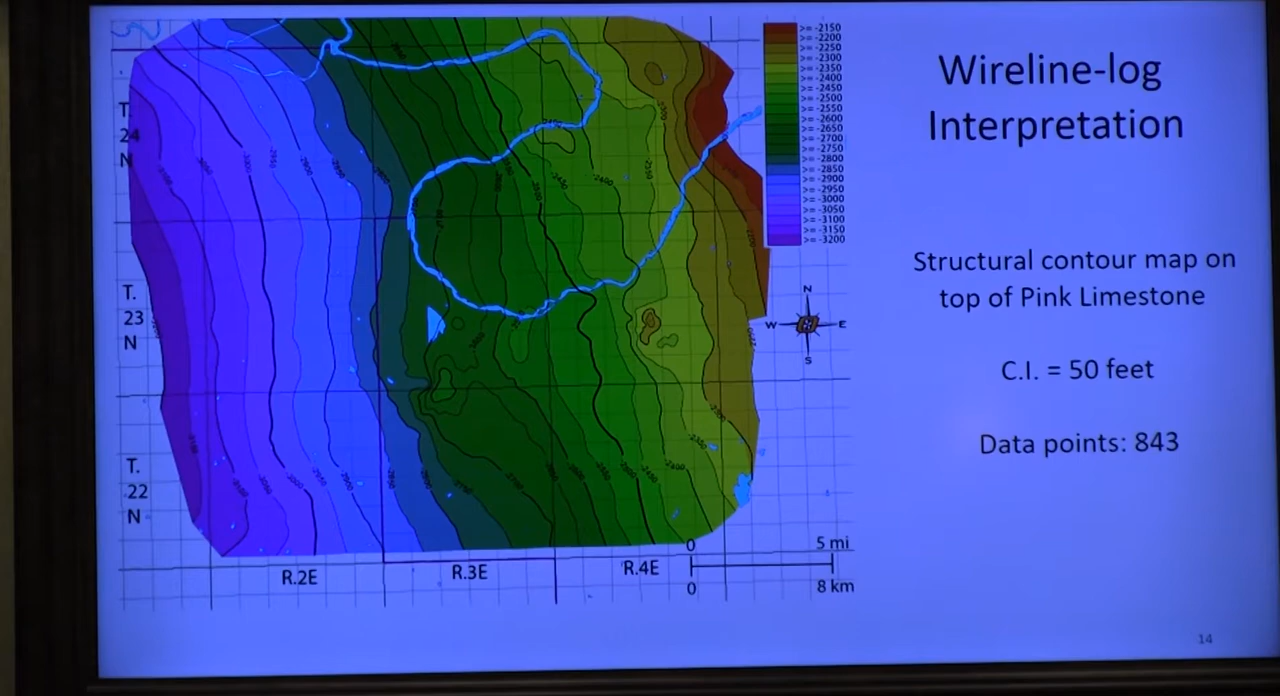 Wireline-log
Interpretation
Structural contour map on
top of Pink Limestone
C.I. = 50 feet
Data points: 843
>= -2150
>= -2200
>= -2250
>= -2300
>= -2350
>= -2400
>= -2450
>= -2500
>= -2550
>= -2600
>= -2650
>= -2700
>= -2750
>= -2800
>= -2850
>= -2900
>= -2950
>= -3000
>= -3050
>= -3100
>= -3150
>= -3200
T.
24
N
T.
23
N
T.
22
N
N
W
E
S
R.2E
R.3E
R.4E
0
5 mi
0
8 km
14